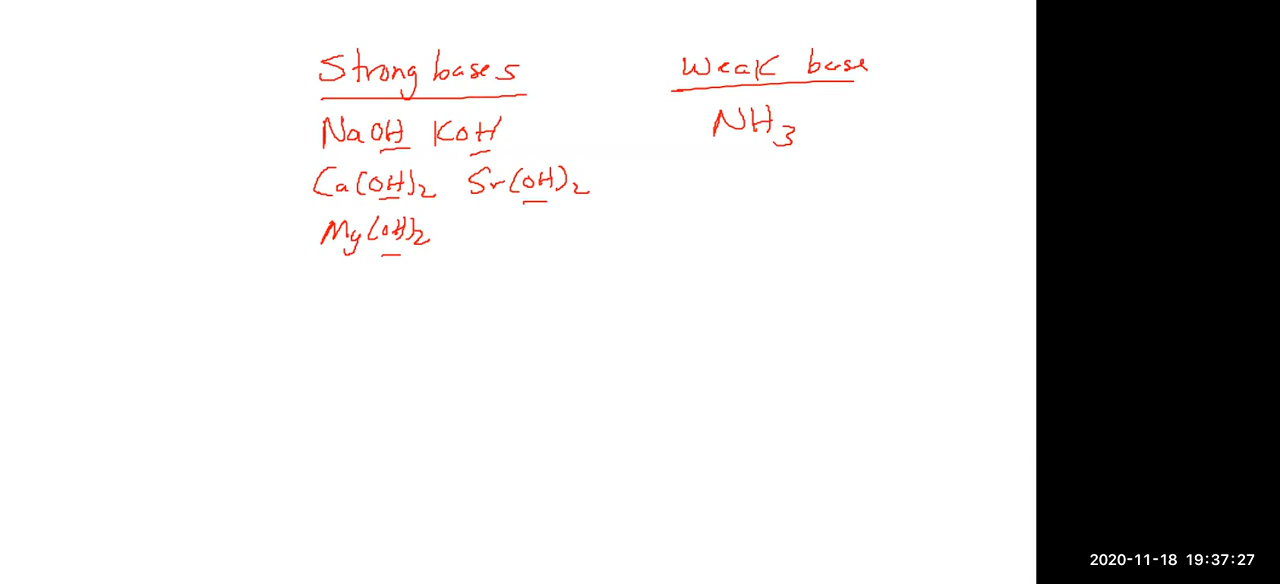 Strong bases
Weak base
NaOH KOH
NH3
Ca(OH)2 Sr(OH)2
Mg(OH)2
2020-11-18 19:37:27